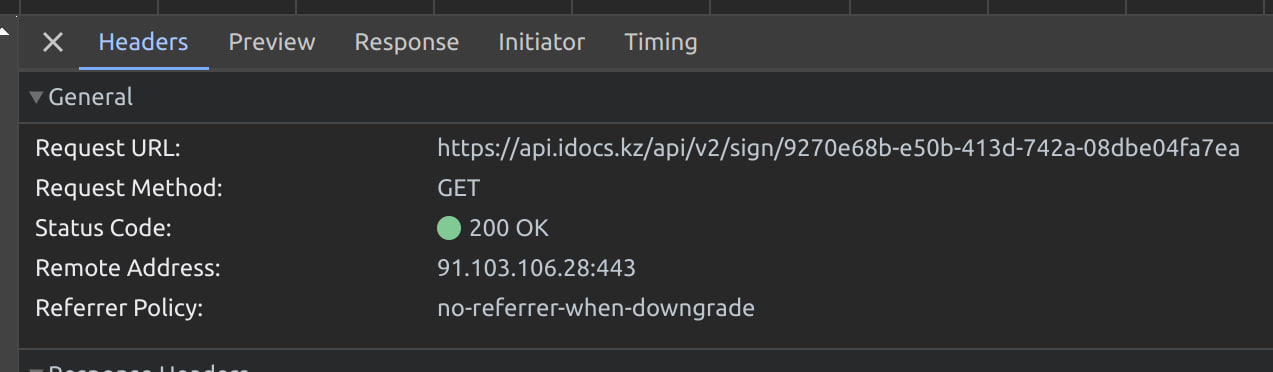 Headers Preview Response Initiator Timing
General
Request URL: https://api.idocs.kz/api/v2/sign/9270e68b-e50b-413d-742a-08dbe04fa7ea
Request Method: GET
Status Code: 200 OK
Remote Address: 91.103.106.28:443
Referrer Policy: no-referrer-when-downgrade
Response Headers